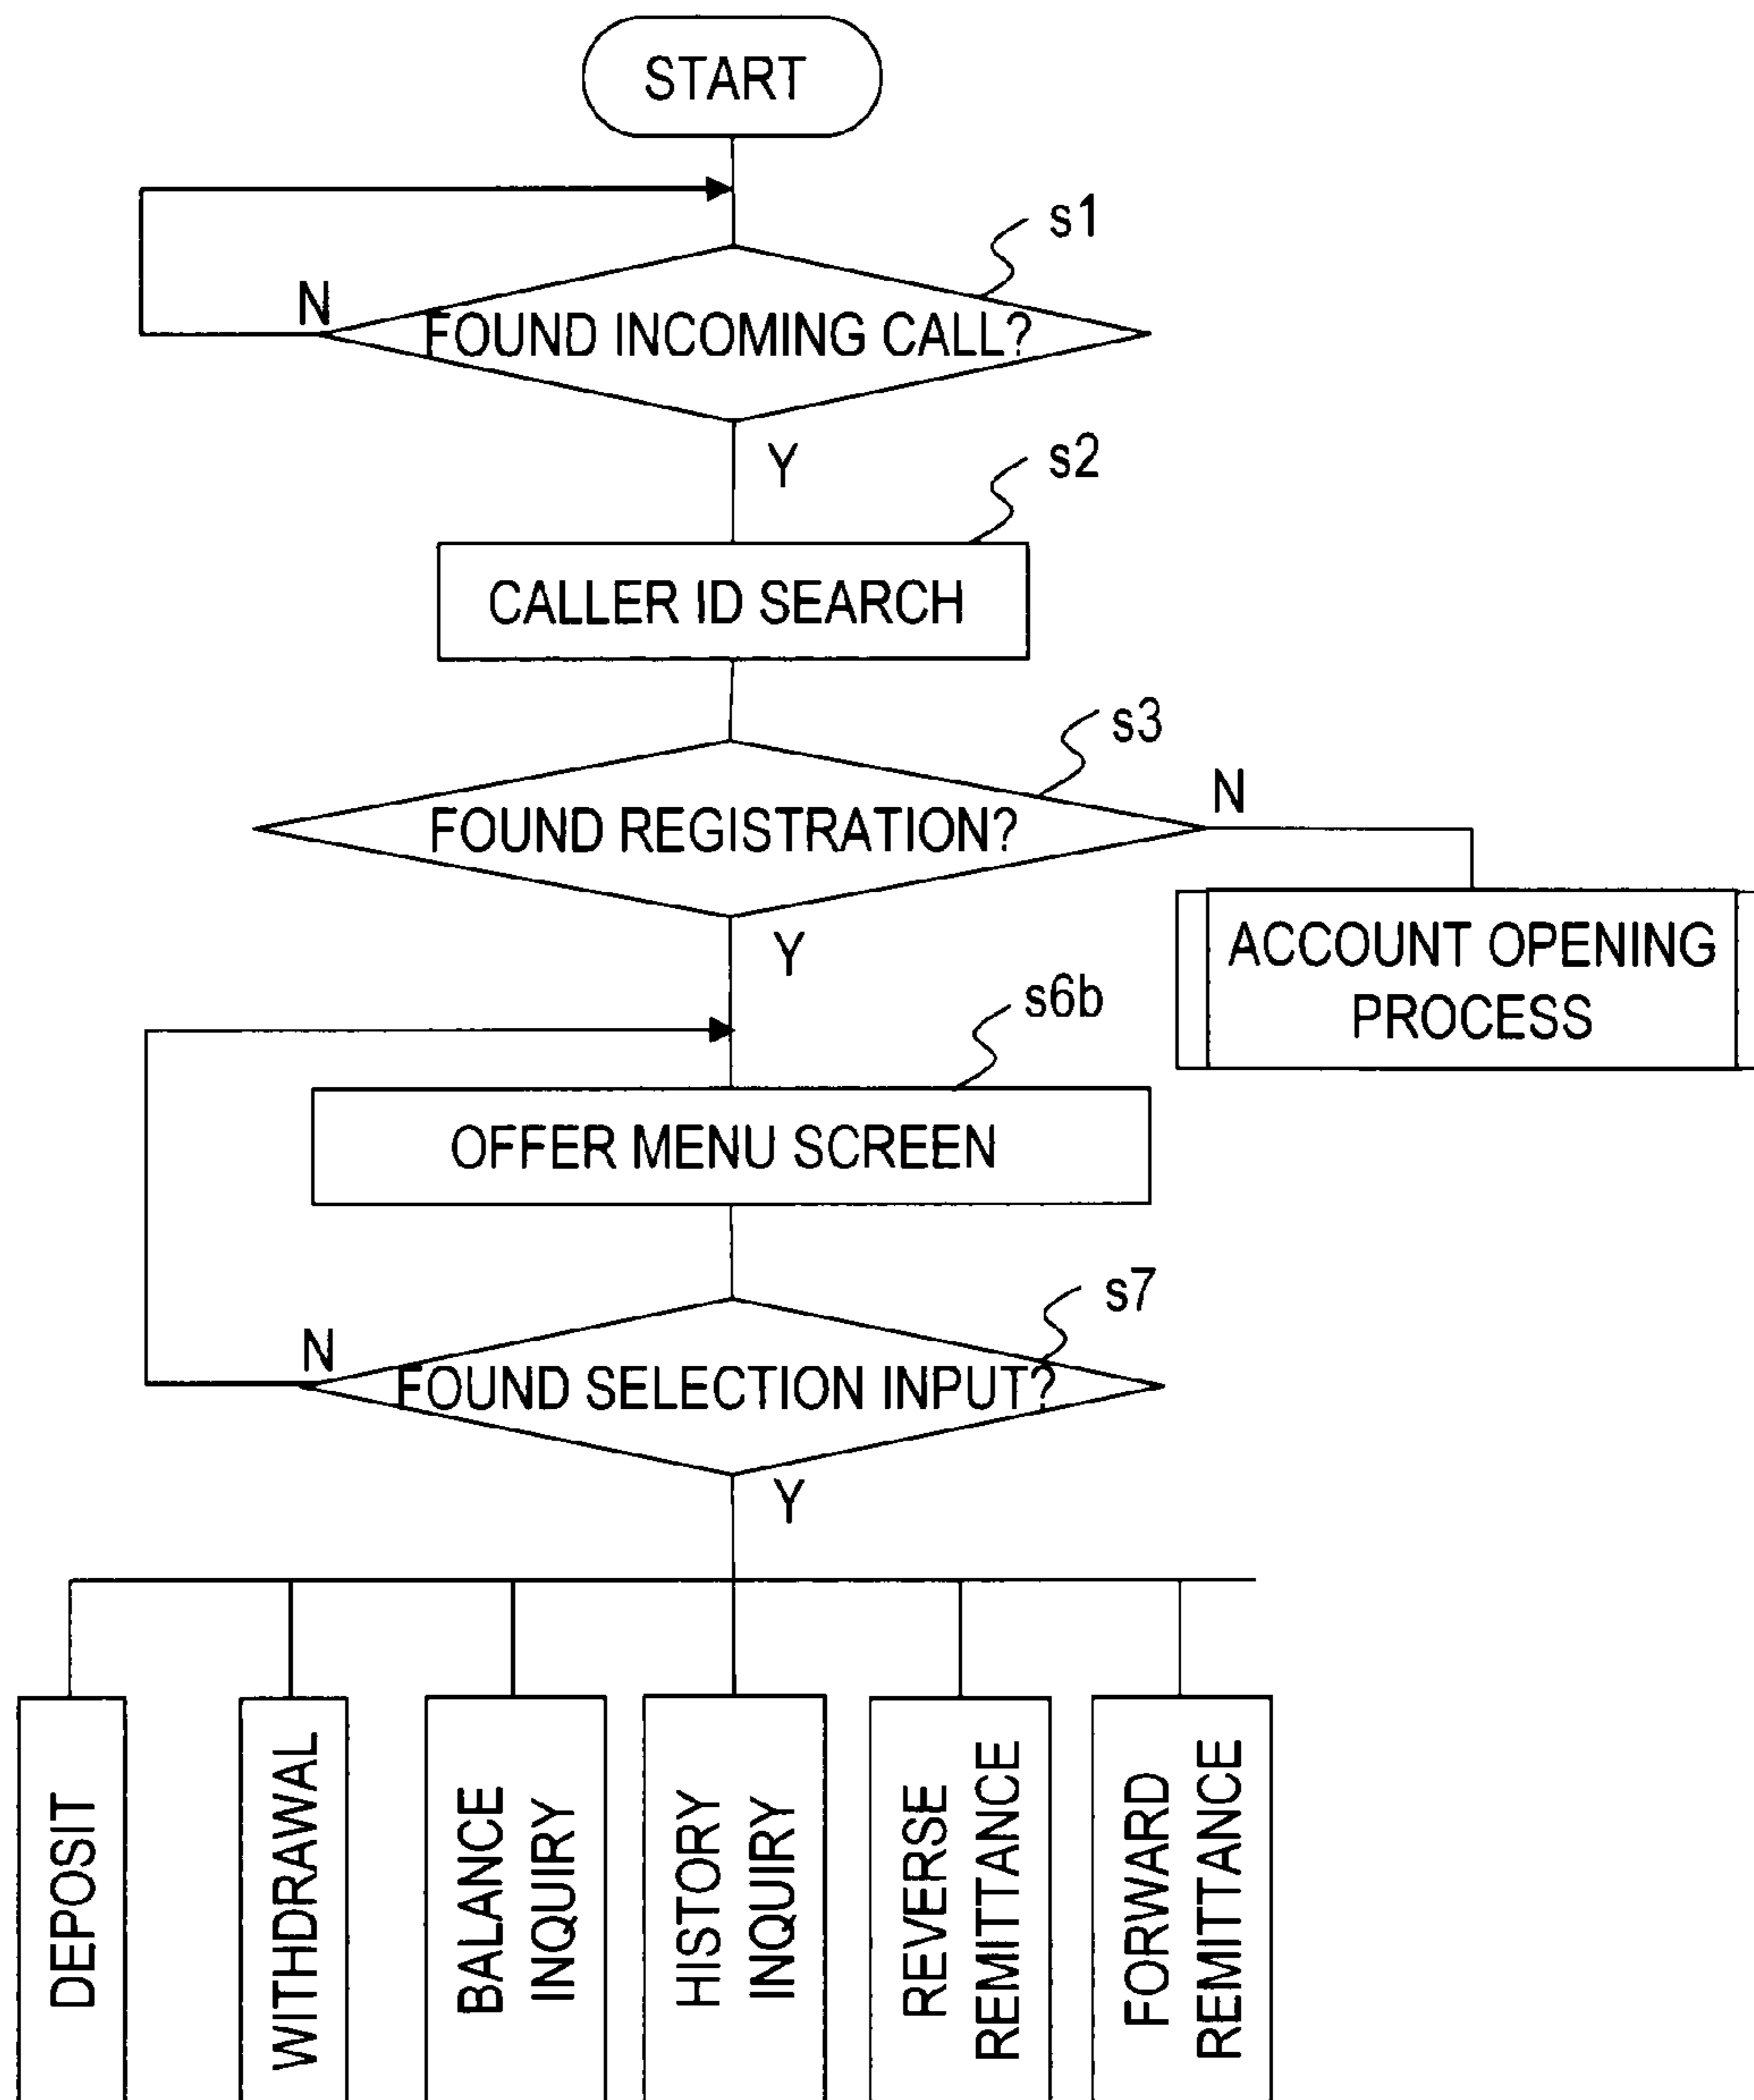 START
s1
N
FOUND INCOMING CALL?
Y
s2
CALLER ID SEARCH
s3
N
FOUND REGISTRATION?
ACCOUNT OPENING
PROCESS
Y
s6b
OFFER MENU SCREEN
s7
N
FOUND SELECTION INPUT?
Y
DEPOSIT
WITHDRAWAL
BALANCE
INQUIRY
HISTORY
INQUIRY
REVERSE
REMITTANCE
FORWARD
REMITTANCE